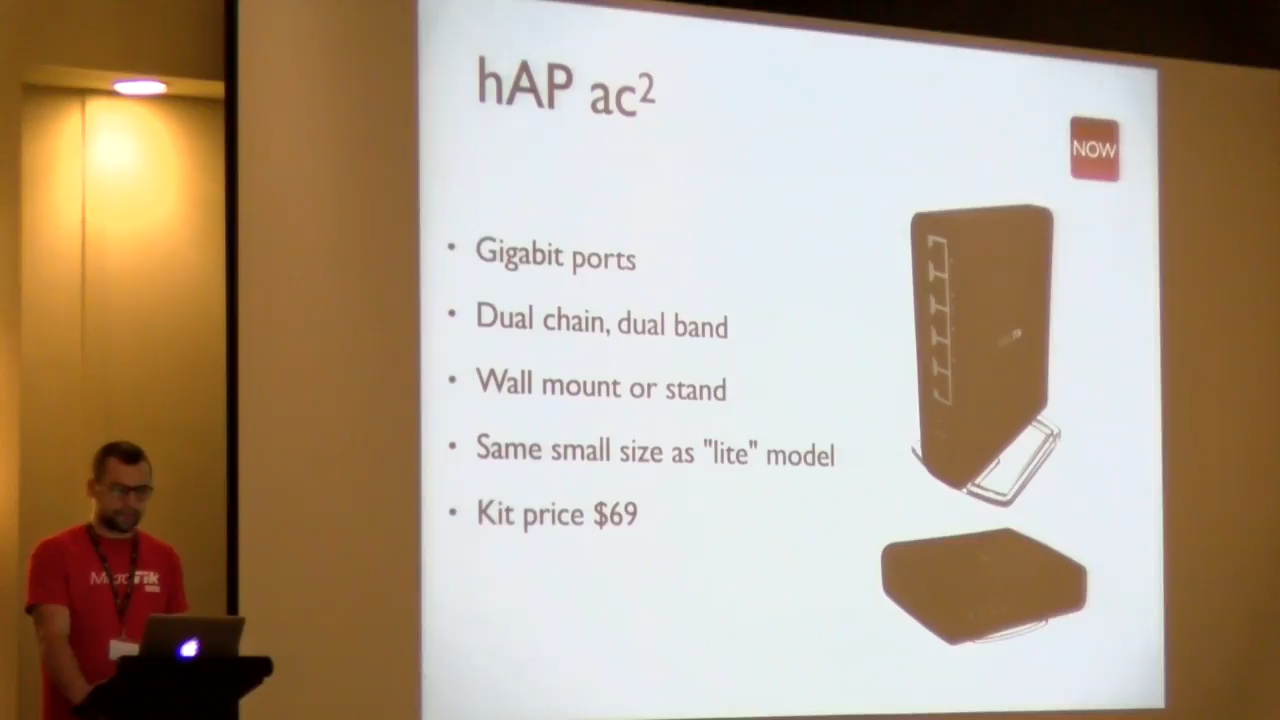 hAP ac²
NOW
• Gigabit ports
• Dual chain, dual band
• Wall mount or stand
• Same small size as "lite" model
• Kit price $69
MikroTik